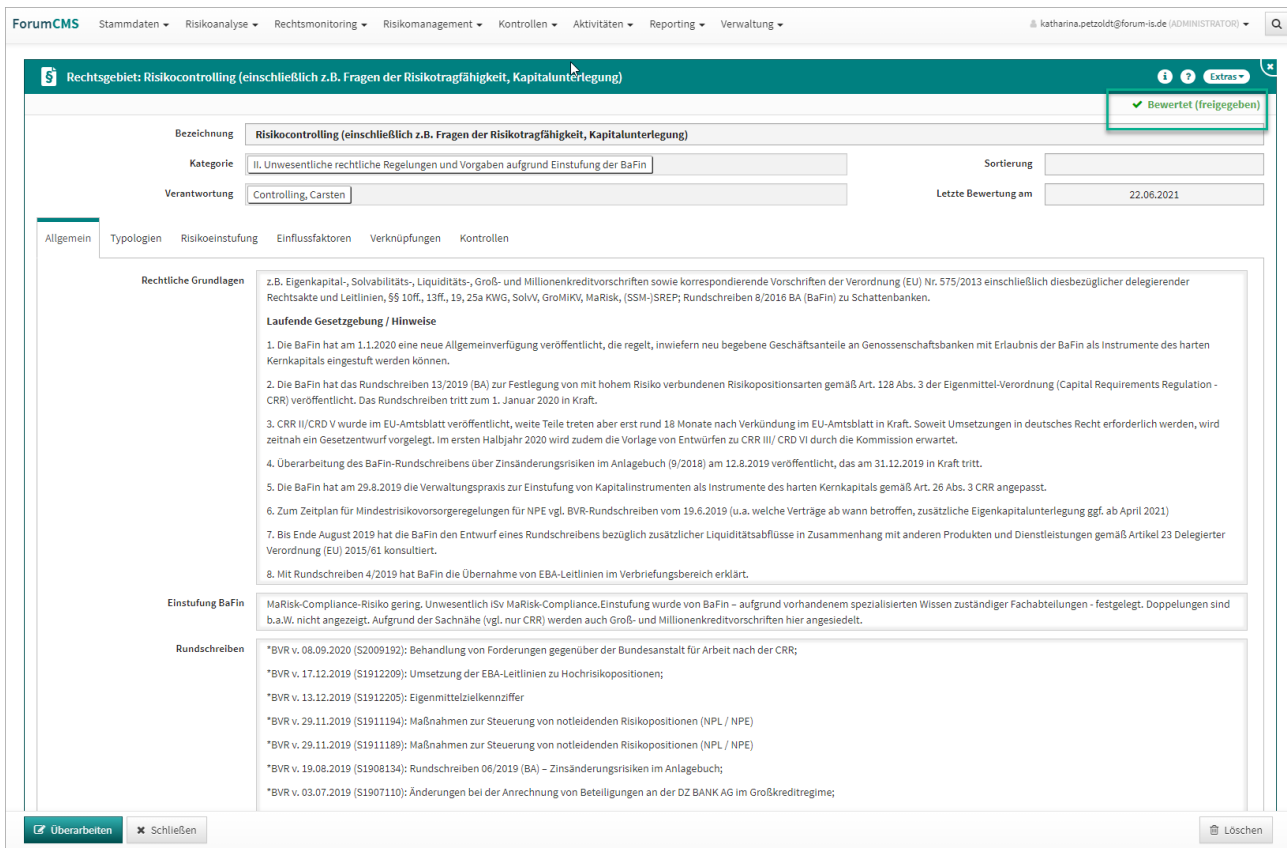 ForumCMS Stammdaten Risikoanalyse Rechtsmonitoring Risikomanagement Kontrollen Aktivitäten Reporting Verwaltung katharina.petzoldt@forum-is.de (ADMINISTRATOR)
Rechtsgebiet: Risikocontrolling (einschließlich z.B. Fragen der Risikotragfähigkeit, Kapitalunterlegung) Extras
Bewertet (freigegeben)
Bezeichnung Risikocontrolling (einschließlich z.B. Fragen der Risikotragfähigkeit, Kapitalunterlegung)
Kategorie II. Unwesentliche rechtliche Regelungen und Vorgaben aufgrund Einstufung der BaFin Sortierung
Verantwortung Controlling, Carsten Letzte Bewertung am 22.06.2021
Allgemein Typologien Risikoeinstufung Einflussfaktoren Verknüpfungen Kontrollen
Rechtliche Grundlagen z.B. Eigenkapital-, Solvabilitäts-, Liquiditäts-, Groß- und Millionenkreditvorschriften sowie korrespondierende Vorschriften der Verordnung (EU) Nr. 575/2013 einschließlich diesbezüglicher delegierender
Rechtsakte und Leitlinien, §§ 10ff., 13ff., 19, 25a KWG, SolvV, GroMiKV, MaRisk, (SSM-)SREP; Rundschreiben 8/2016 BA (BaFin) zu Schattenbanken.
Laufende Gesetzgebung / Hinweise
1. Die BaFin hat am 1.1.2020 eine neue Allgemeinverfügung veröffentlicht, die regelt, inwiefern neu begebene Geschäftsanteile an Genossenschaftsbanken mit Erlaubnis der BaFin als Instrumente des harten
Kernkapitals eingestuft werden können.
2. Die BaFin hat das Rundschreiben 13/2019 (BA) zur Festlegung von mit hohem Risiko verbundenen Risikopositionsarten gemäß Art. 128 Abs. 3 der Eigenmittel-Verordnung (Capital Requirements Regulation -
CRR) veröffentlicht. Das Rundschreiben tritt zum 1. Januar 2020 in Kraft.
3. CRR II/CRD V wurde im EU-Amtsblatt veröffentlicht, weite Teile treten aber erst rund 18 Monate nach Verkündung im EU-Amtsblatt in Kraft. Soweit Umsetzungen in deutsches Recht erforderlich werden, wird
zeitnah ein Gesetzentwurf vorgelegt. Im ersten Halbjahr 2020 wird zudem die Vorlage von Entwürfen zu CRR III/ CRD VI durch die Kommission erwartet.
4. Überarbeitung des BaFin-Rundschreibens über Zinsänderungsrisiken im Anlagebuch (9/2018) am 12.8.2019 veröffentlicht, das am 31.12.2019 in Kraft tritt.
5. Die BaFin hat am 29.8.2019 die Verwaltungspraxis zur Einstufung von Kapitalinstrumenten als Instrumente des harten Kernkapitals gemäß Art. 26 Abs. 3 CRR angepasst.
6. Zum Zeitplan für Mindestrisikovorsorgeregelungen für NPE vgl. BVR-Rundschreiben vom 19.6.2019 (u.a. welche Verträge ab wann betroffen, zusätzliche Eigenkapitalunterlegung ggf. ab April 2021)
7. Bis Ende August 2019 hat die BaFin den Entwurf eines Rundschreibens bezüglich zusätzlicher Liquiditätsabflüsse in Zusammenhang mit anderen Produkten und Dienstleistungen gemäß Artikel 23 Delegierter
Verordnung (EU) 2015/61 konsultiert.
8. Mit Rundschreiben 4/2019 hat BaFin die Übernahme von EBA-Leitlinien im Verbriefungsbereich erklärt.
Einstufung BaFin MaRisk-Compliance-Risiko gering. Unwesentlich iSv MaRisk-Compliance.Einstufung wurde von BaFin – aufgrund vorhandenem spezialisierten Wissen zuständiger Fachabteilungen - festgelegt. Doppelungen sind
b.a.W. nicht angezeigt. Aufgrund der Sachnähe (vgl. nur CRR) werden auch Groß- und Millionenkreditvorschriften hier angesiedelt.
Rundschreiben *BVR v. 08.09.2020 (S2009192): Behandlung von Forderungen gegenüber der Bundesanstalt für Arbeit nach der CRR;
*BVR v. 17.12.2019 (S1912209): Umsetzung der EBA-Leitlinien zu Hochrisikopositionen;
*BVR v. 13.12.2019 (S1912205): Eigenmittelzielkennziffer
*BVR v. 29.11.2019 (S1911194): Maßnahmen zur Steuerung von notleidenden Risikopositionen (NPL / NPE)
*BVR v. 29.11.2019 (S1911189): Maßnahmen zur Steuerung von notleidenden Risikopositionen (NPL / NPE)
*BVR v. 19.08.2019 (S1908134): Rundschreiben 06/2019 (BA) – Zinsänderungsrisiken im Anlagebuch;
*BVR v. 03.07.2019 (S1907110): Änderungen bei der Anrechnung von Beteiligungen an der DZ BANK AG im Großkreditregime;
Überarbeiten Schließen Löschen